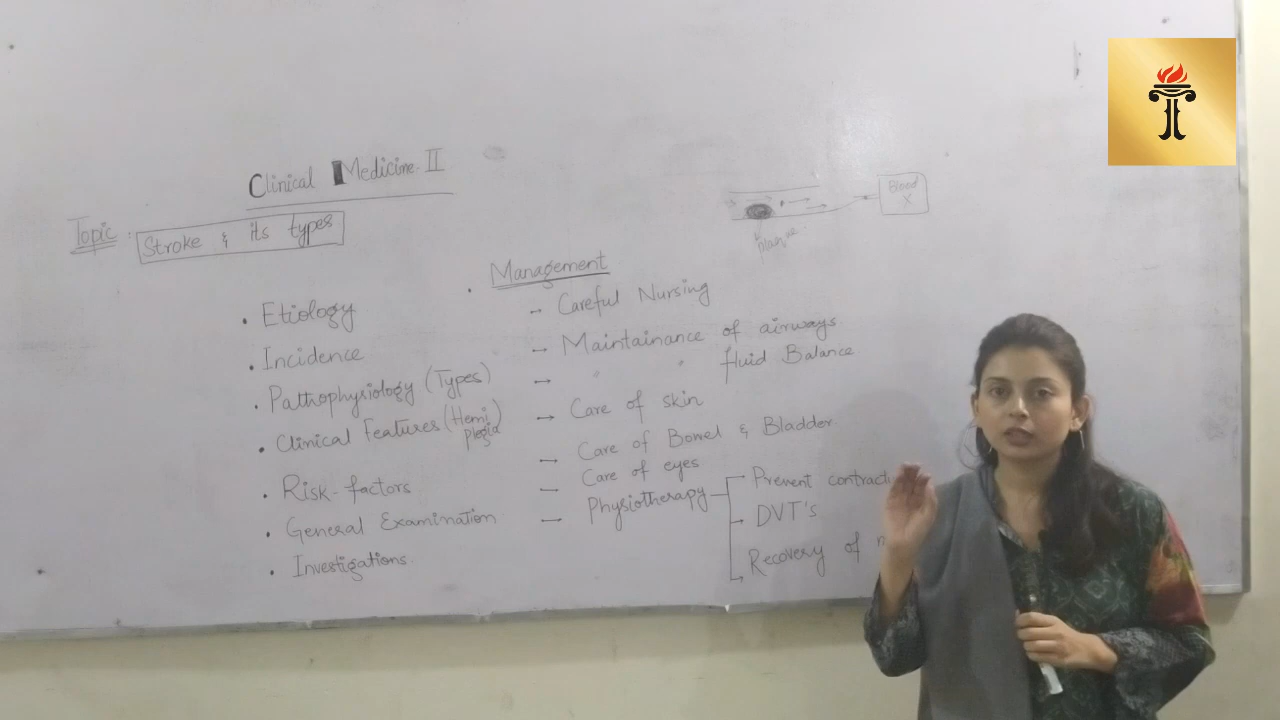 Clinical Medicine-II
Topic : Stroke & its types
Blood
X
• Etiology
• Incidence
• Pathophysiology (Types)
• Clinical Features (Hemi
plegia)
• Risk-factors
• General Examination
• Investigations.
• Management
- Careful Nursing
- Maintainance of airways.
- " " fluid Balance
- Care of skin
- Care of Bowel & Bladder.
- Care of eyes
- Physiotherapy
Prevent
DVT's
Recovery of